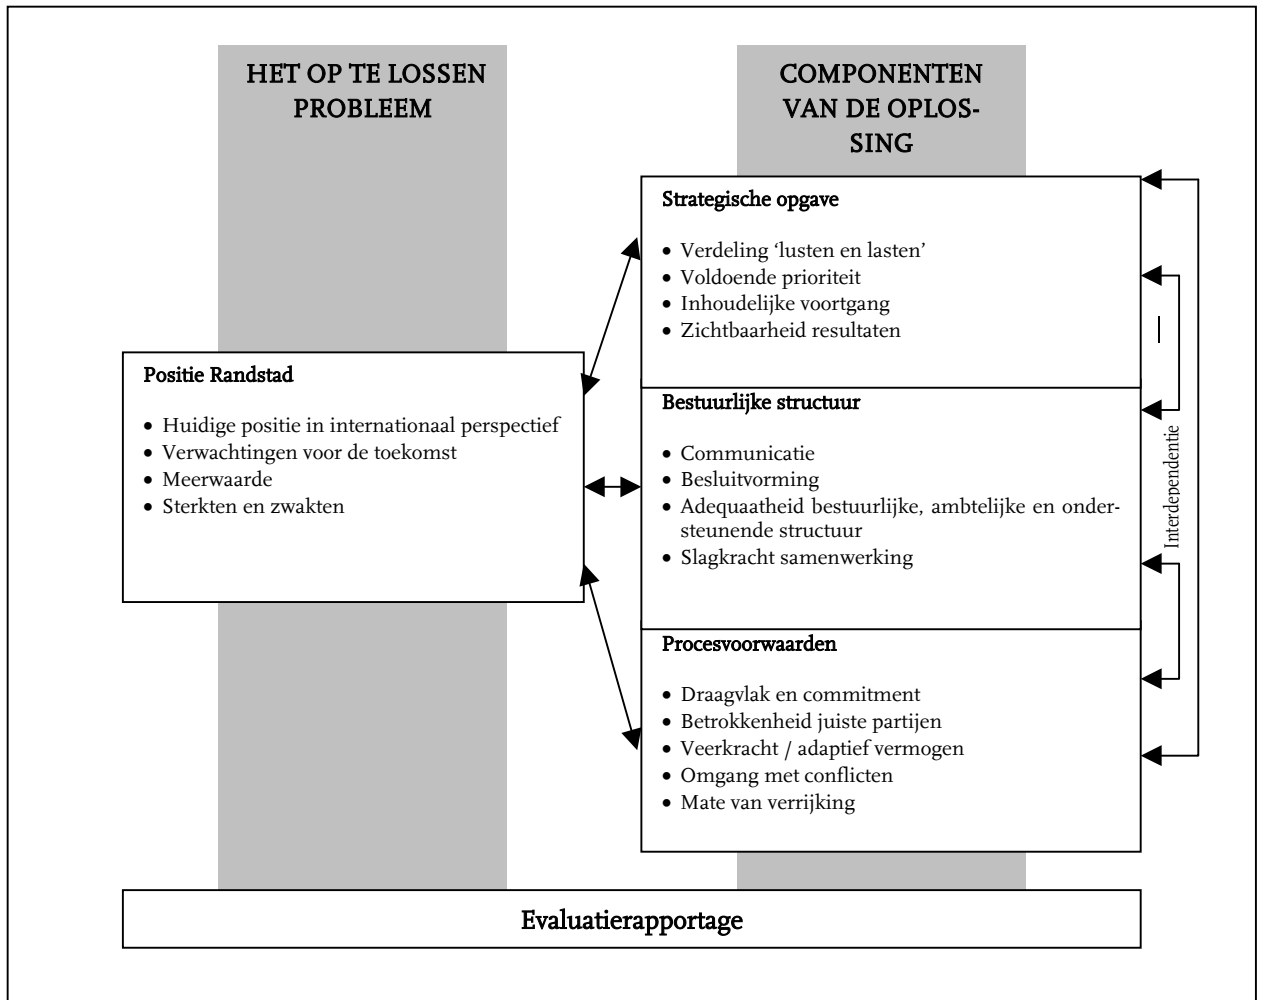 HET OP TE LOSSEN
PROBLEEM
COMPONENTEN
VAN DE OPLOS-
SING
Positie Randstad
• Huidige positie in internationaal perspectief
• Verwachtingen voor de toekomst
• Meerwaarde
• Sterkten en zwakten
Strategische opgave
• Verdeling ‘lusten en lasten’
• Voldoende prioriteit
• Inhoudelijke voortgang
• Zichtbaarheid resultaten
Bestuurlijke structuur
• Communicatie
• Besluitvorming
• Adequaatheid bestuurlijke, ambtelijke en onder-
steunende structuur
• Slagkracht samenwerking
Procesvoorwaarden
• Draagvlak en commitment
• Betrokkenheid juiste partijen
• Veerkracht / adaptief vermogen
• Omgang met conflicten
• Mate van verrijking
Interdependentie
Evaluatierapportage